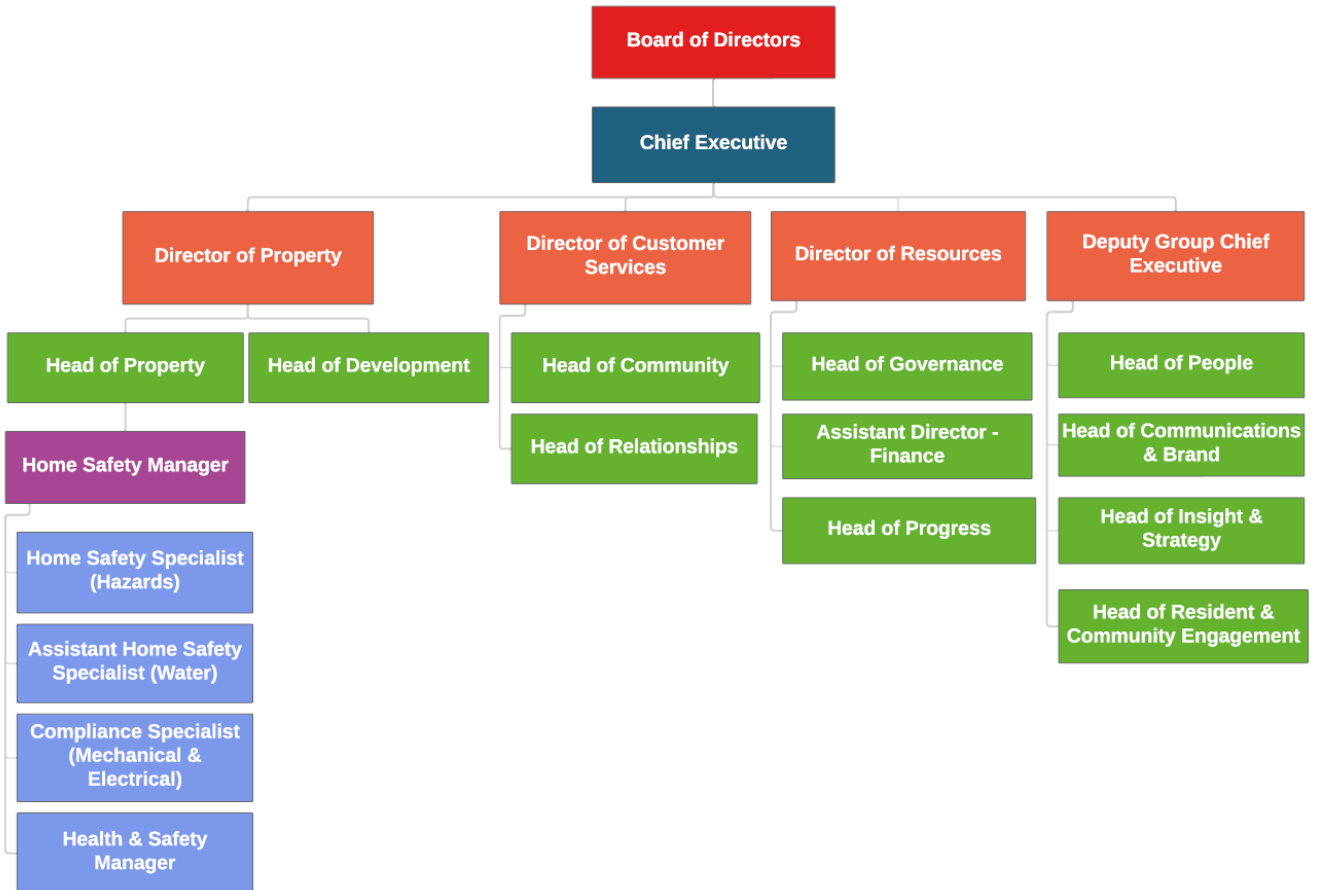 Board of Directors
Chief Executive
Director of Property
Director of Customer
Services
Director of Resources
Deputy Group Chief
Executive
Head of Property
Head of Development
Head of Community
Head of Governance
Head of People
Head of Relationships
Assistant Director -
Finance
Head of Communications
& Brand
Home Safety Manager
Head of Progress
Head of Insight &
Strategy
Home Safety Specialist
(Hazards)
Head of Resident &
Community Engagement
Assistant Home Safety
Specialist (Water)
Compliance Specialist
(Mechanical &
Electrical)
Health & Safety
Manager